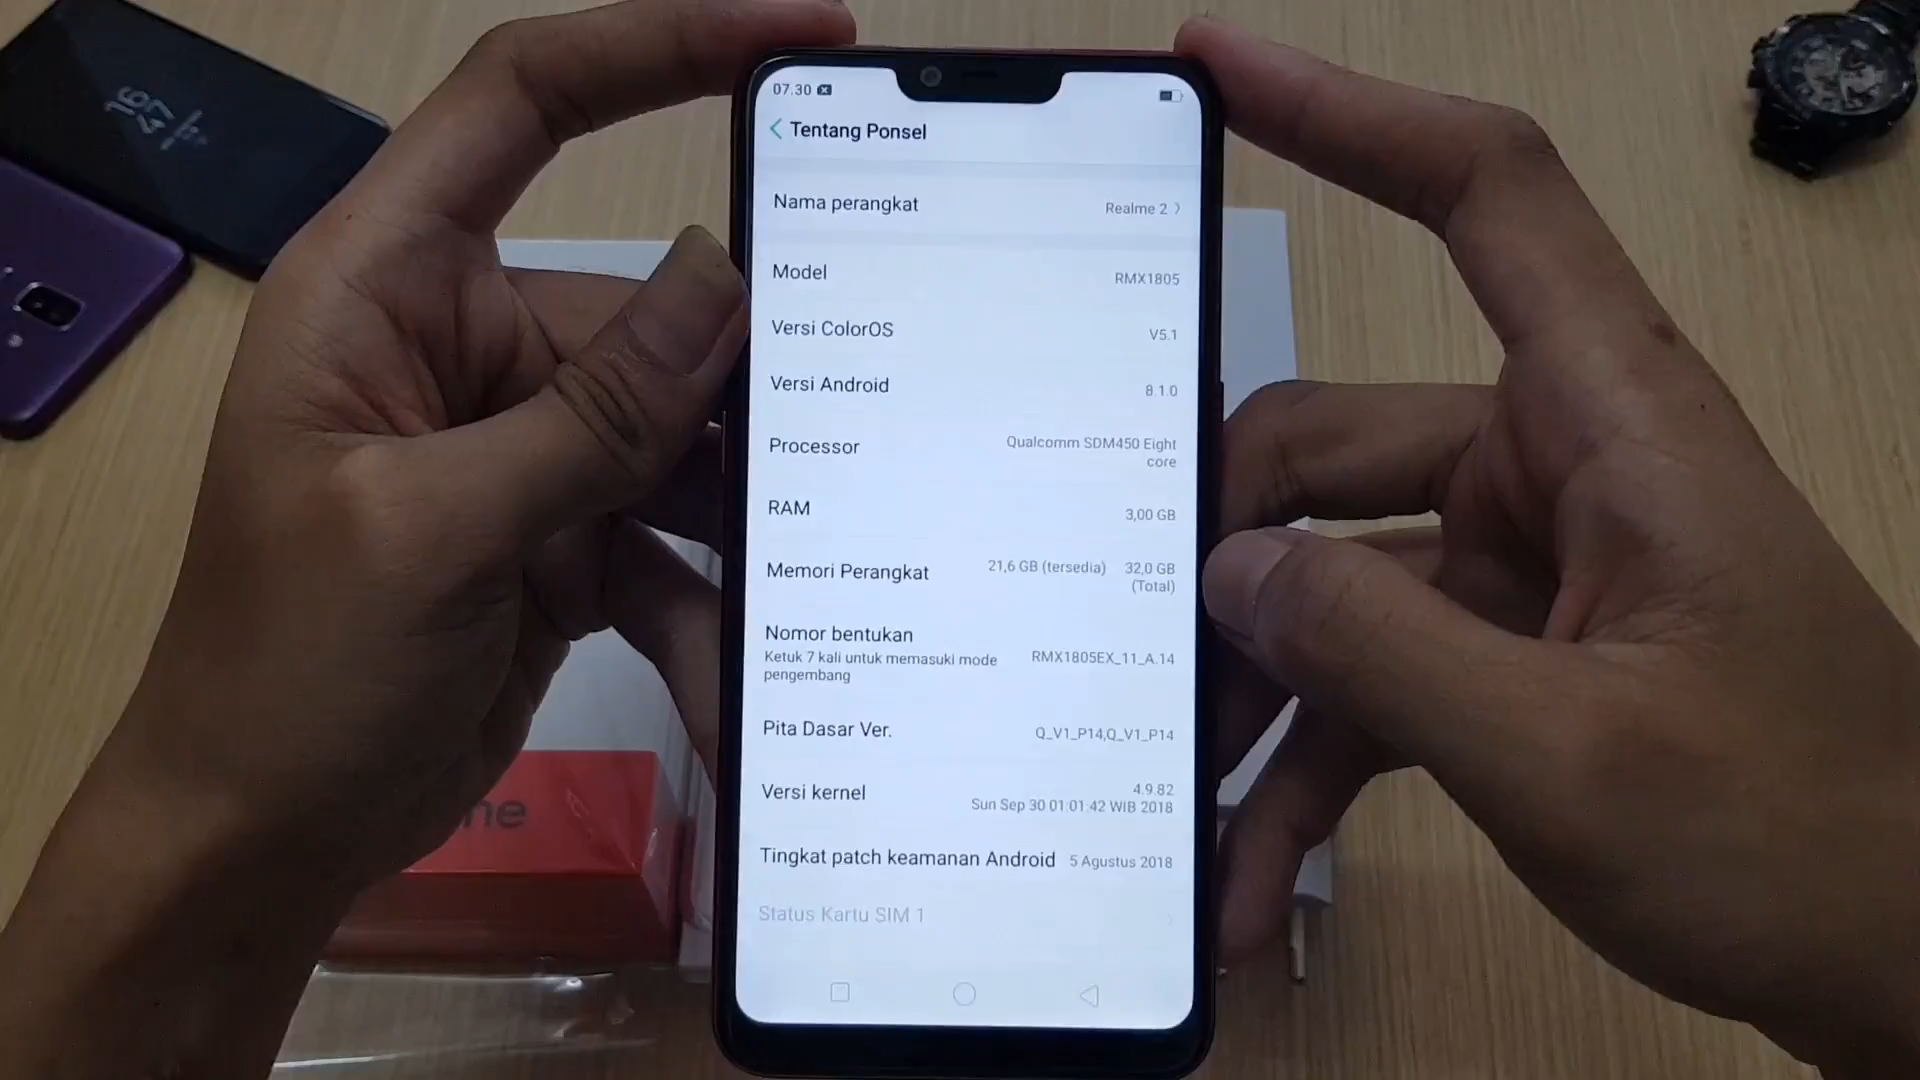 16
47
07.30
Tentang Ponsel
Nama perangkat Realme 2
Model RMX1805
Versi ColorOS V5.1
Versi Android 8.1.0
Processor Qualcomm SDM450 Eight
core
RAM 3,00 GB
Memori Perangkat 21,6 GB (tersedia) 32,0 GB
(Total)
Nomor bentukan
Ketuk 7 kali untuk memasuki mode RMX1805EX_11_A.14
pengembang
Pita Dasar Ver. Q_V1_P14,Q_V1_P14
Versi kernel 4.9.82
Sun Sep 30 01:01:42 WIB 2018
Tingkat patch keamanan Android 5 Agustus 2018
Status Kartu SIM 1